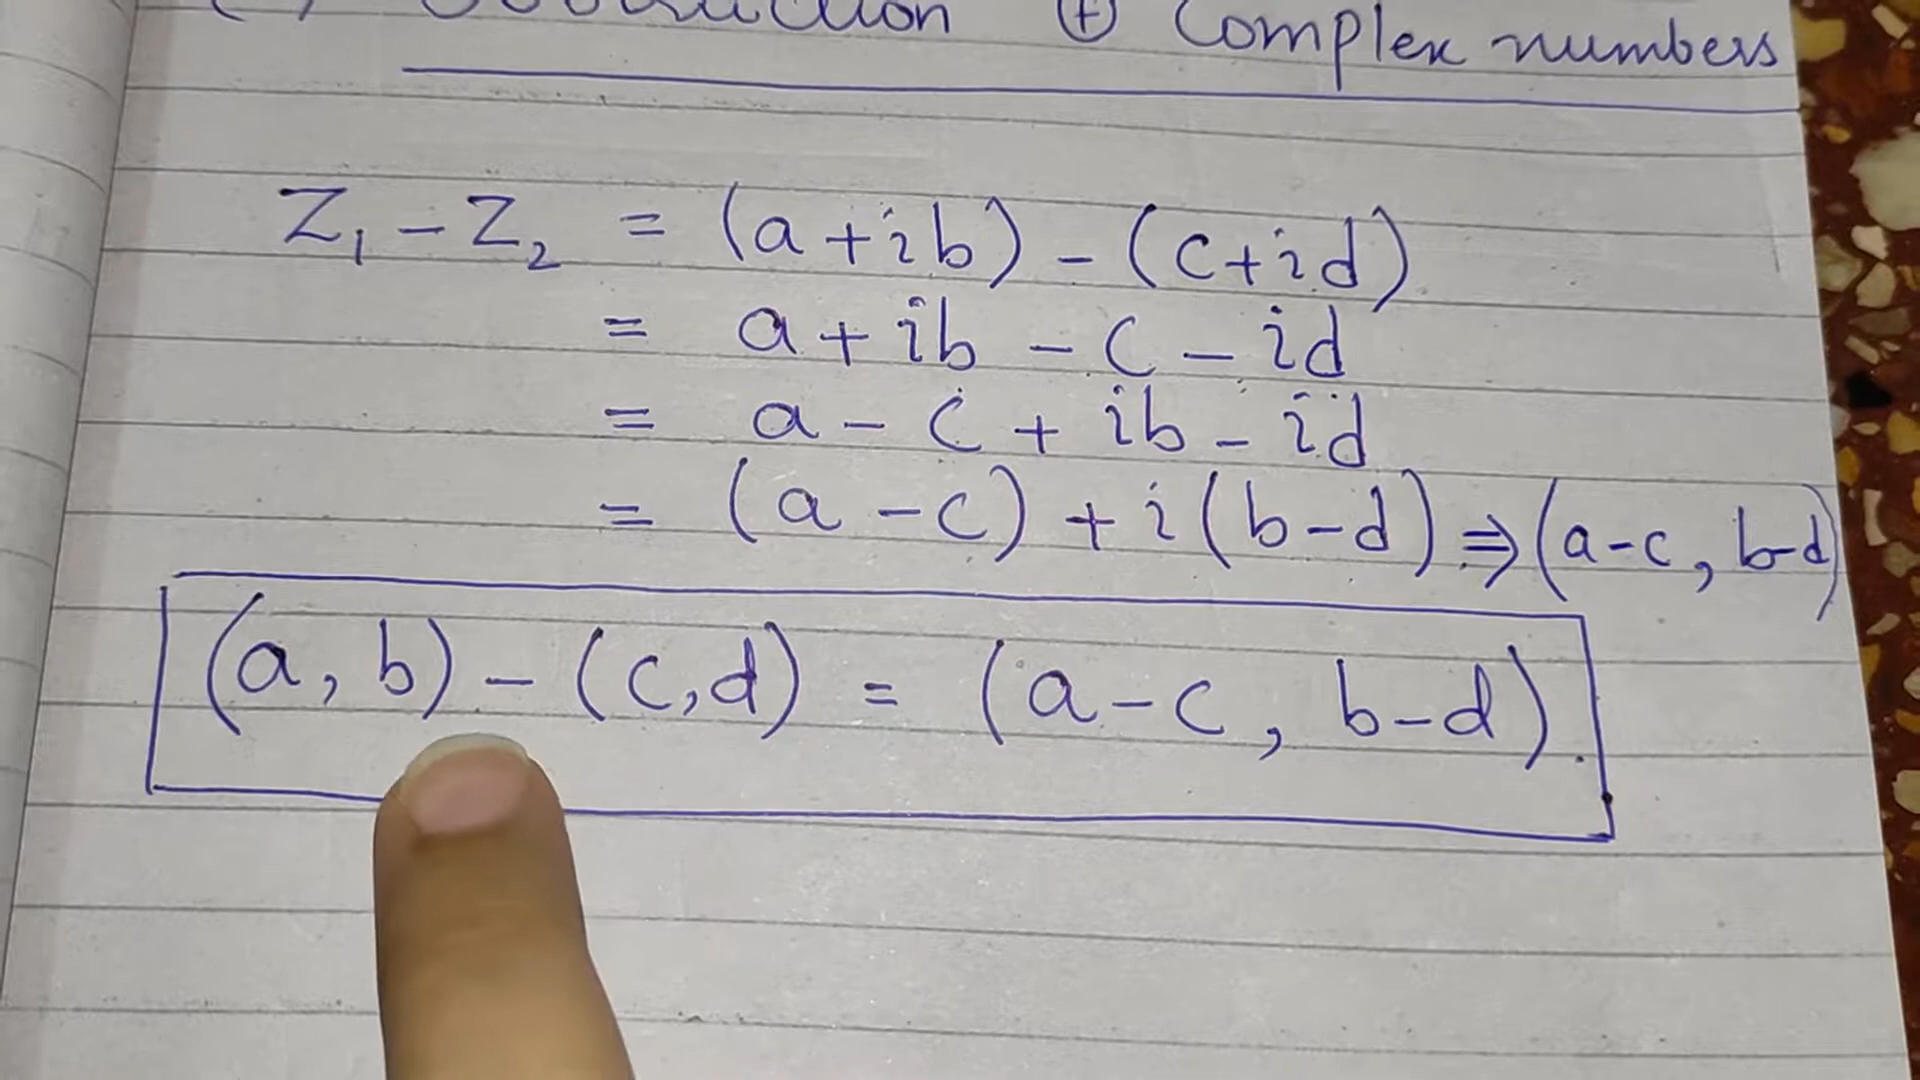 Complex numbers
Z₁ - Z₂ = (a + ib) - (c + id)
= a + ib - c - id
= a - c + ib - id
= (a - c) + i (b - d) ⇒ (a - c, b - d)
(a, b) - (c, d) = (a - c, b - d).